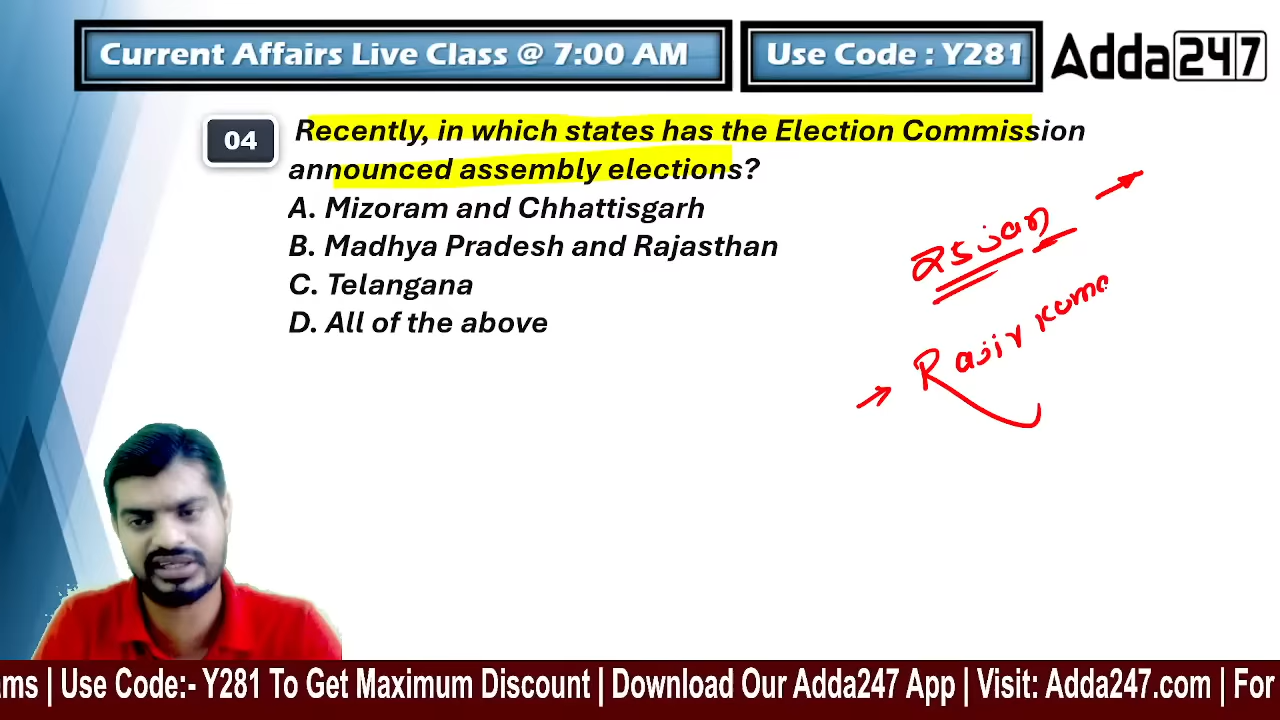 Current Affairs Live Class @ 7:00 AM
Use Code : Y281
Adda247
04
Recently, in which states has the Election Commission
announced assembly elections?
A. Mizoram and Chhattisgarh
B. Madhya Pradesh and Rajasthan
C. Telangana
D. All of the above
25 Jan
Rajiv Kuma
ms | Use Code:- Y281 To Get Maximum Discount | Download Our Adda247 App | Visit: Adda247.com | For